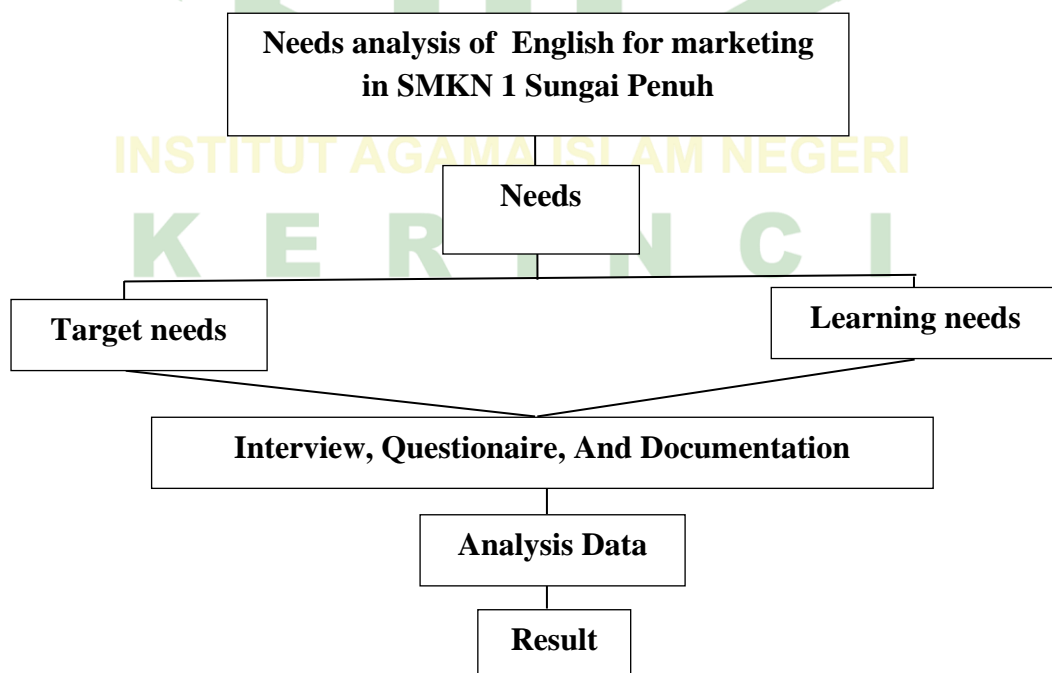 Needs analysis of English for marketing
in SMKN 1 Sungai Penuh
INSTITUT AGAMA ISLAM NEGERI
Needs
KERINCI
Target needs
Learning needs
Interview, Questionaire, And Documentation
Analysis Data
Result